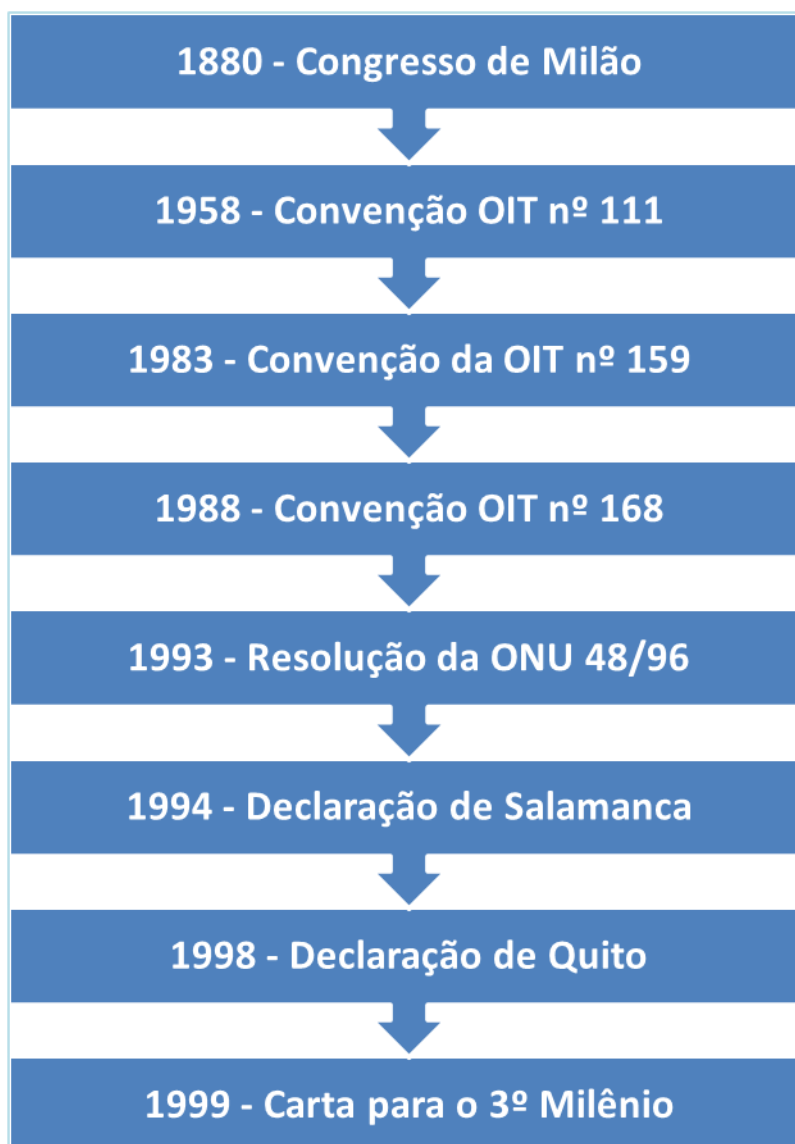 1880 - Congresso de Milão
1958 - Convenção OIT nº 111
1983 - Convenção da OIT nº 159
1988 - Convenção OIT nº 168
1993 - Resolução da ONU 48/96
1994 - Declaração de Salamanca
1998 - Declaração de Quito
1999 - Carta para o 3º Milênio